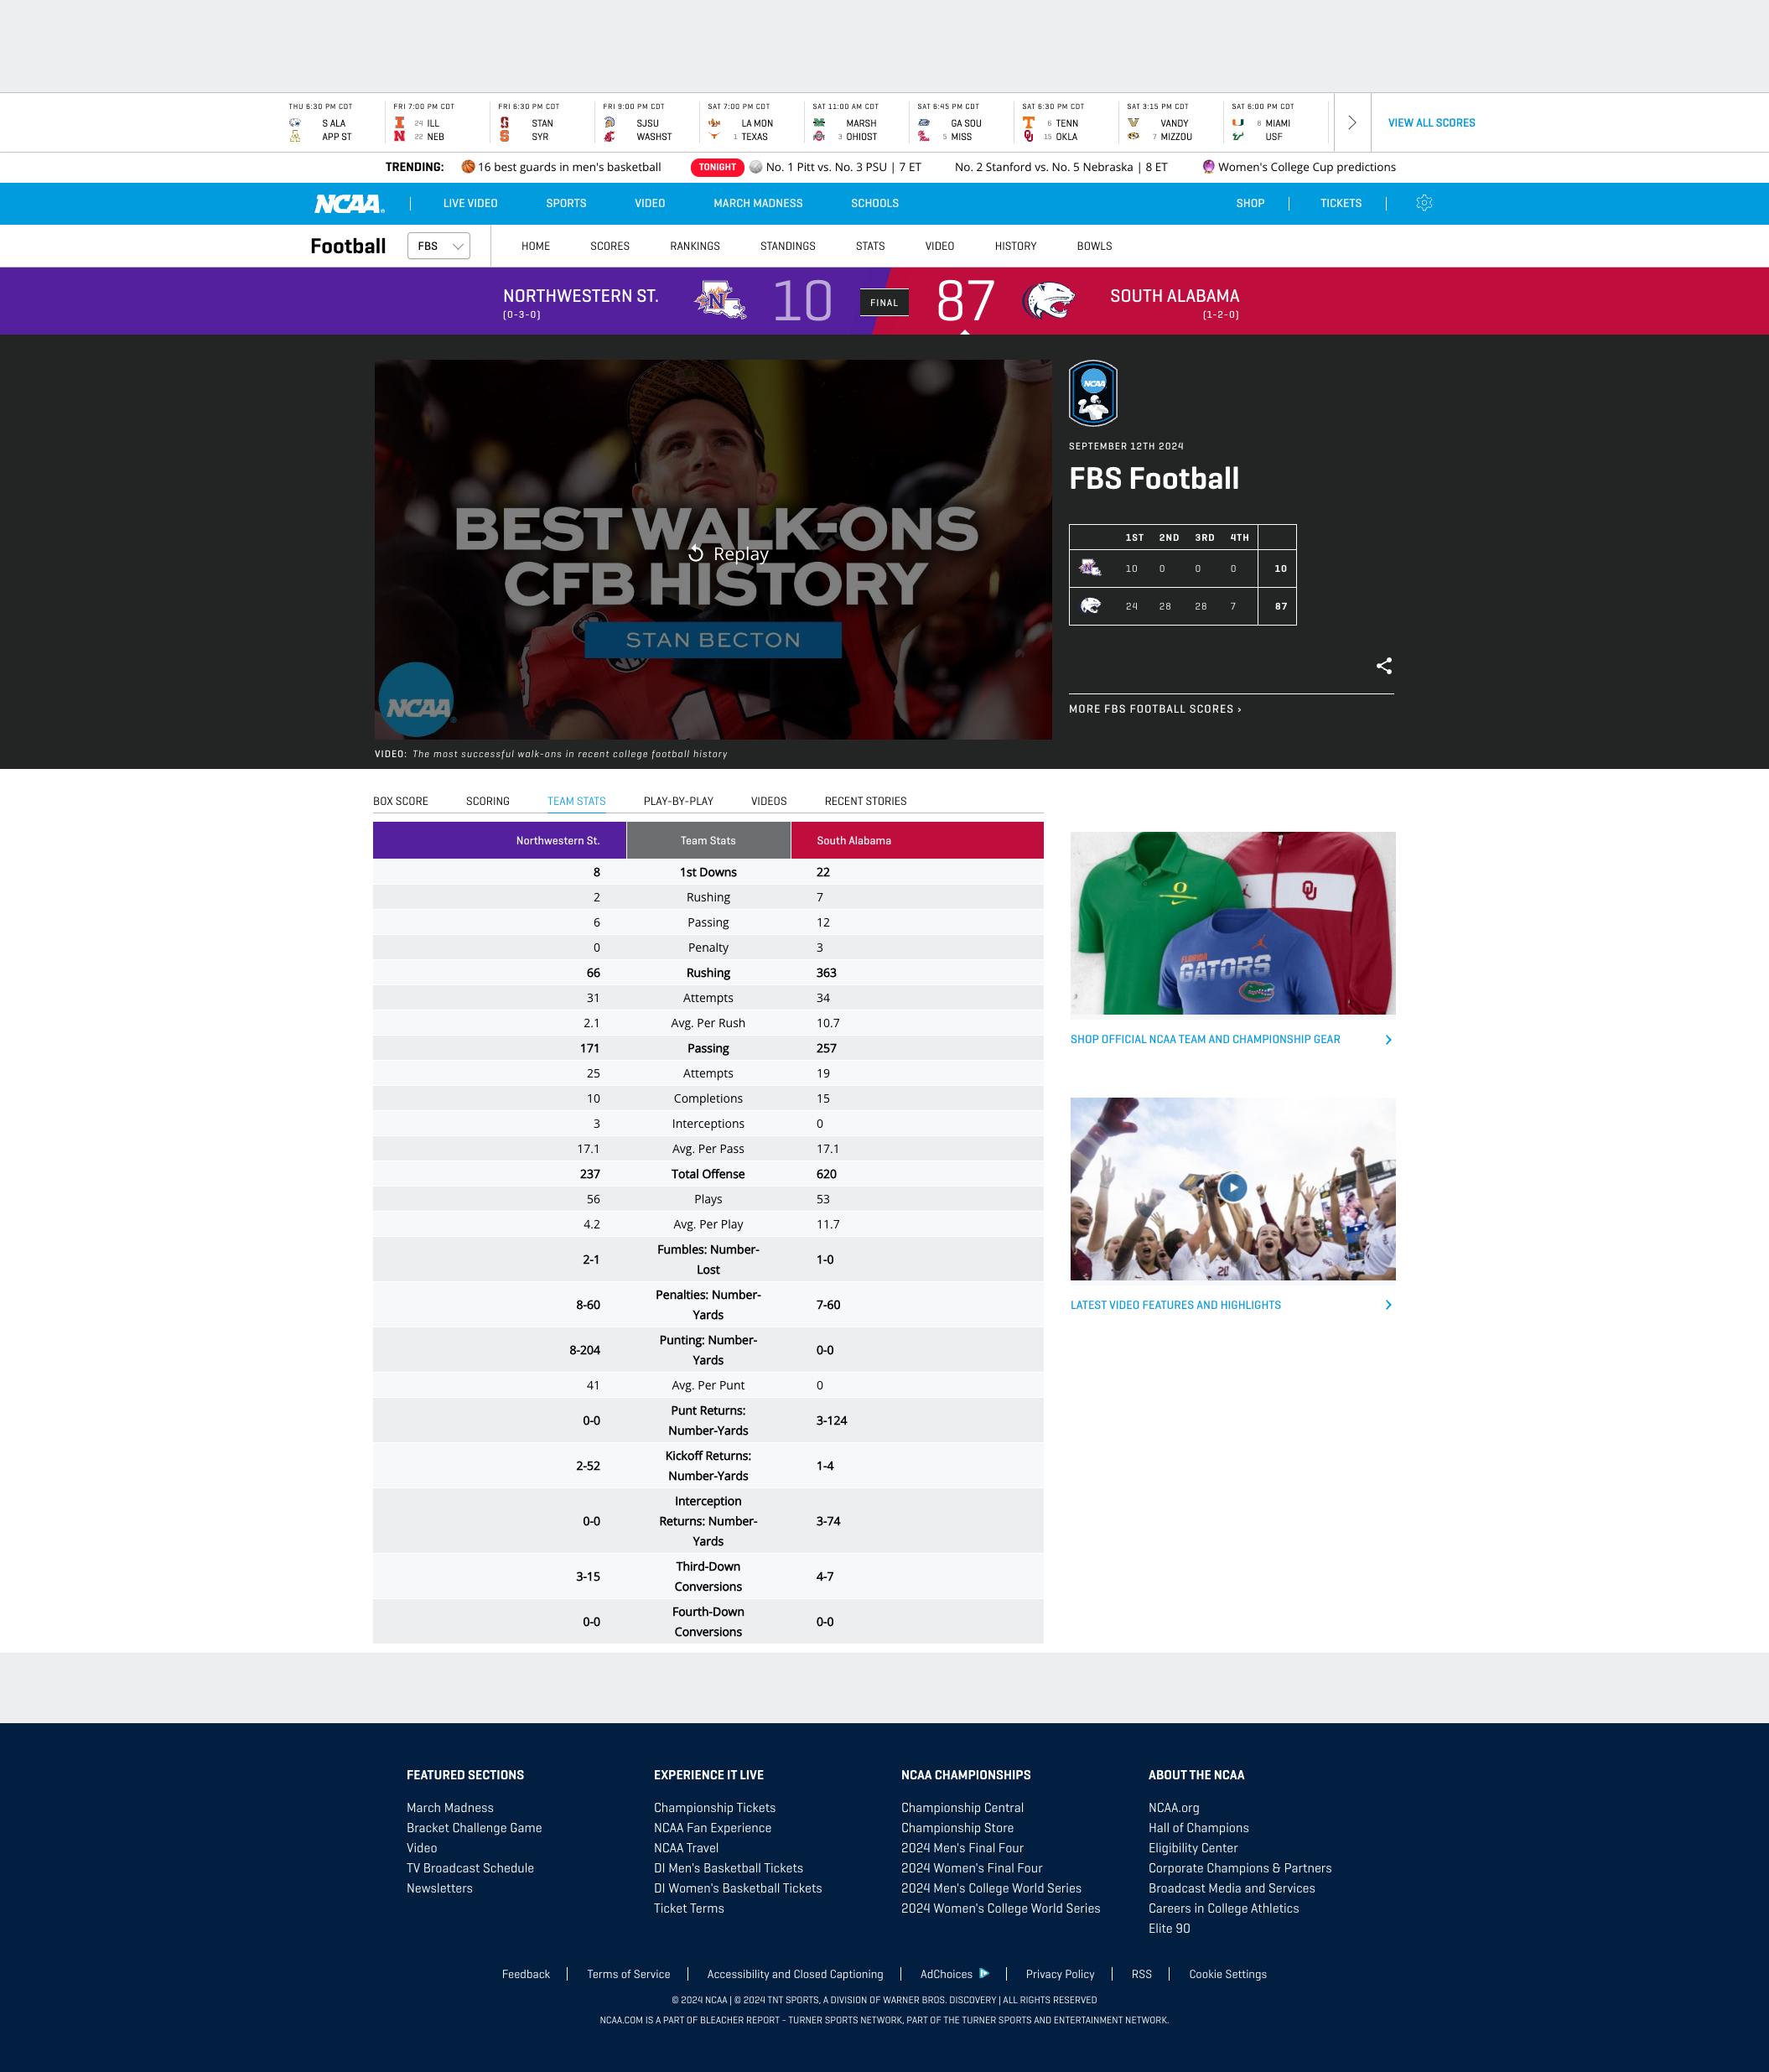 THU 6:30 PM CDT
S ALA
APP ST
FRI 7:00 PM CDT
24 ILL
22 NEB
FRI 6:30 PM CDT
STAN
SYR
FRI 9:00 PM CDT
SJSU
WASHST
SAT 7:00 PM CDT
LA MON
1 TEXAS
SAT 11:00 AM CDT
MARSH
3 OHIOST
SAT 6:45 PM CDT
GA SOU
5 MISS
SAT 6:30 PM CDT
6 TENN
15 OKLA
SAT 3:15 PM CDT
VANDY
7 MIZZOU
SAT 6:00 PM CDT
8 MIAMI
USF
VIEW ALL SCORES
TRENDING: 16 best guards in men's basketball TONIGHT No. 1 Pitt vs. No. 3 PSU | 7 ET No. 2 Stanford vs. No. 5 Nebraska | 8 ET Women's College Cup predictions
NCAA LIVE VIDEO SPORTS VIDEO MARCH MADNESS SCHOOLS SHOP TICKETS
Football FBS HOME SCORES RANKINGS STANDINGS STATS VIDEO HISTORY BOWLS
NORTHWESTERN ST. 10 FINAL 87 SOUTH ALABAMA
(0-3-0) (1-2-0)
BEST WALK-ONS
Replay
CFB HISTORY
STAN BECTON
NCAA
VIDEO: The most successful walk-ons in recent college football history
NCAA
SEPTEMBER 12TH 2024
FBS Football
1ST 2ND 3RD 4TH
10 0 0 0 10
24 28 28 7 87
MORE FBS FOOTBALL SCORES ›
BOX SCORE SCORING TEAM STATS PLAY-BY-PLAY VIDEOS RECENT STORIES
Northwestern St. Team Stats South Alabama
8 1st Downs 22
2 Rushing 7
6 Passing 12
0 Penalty 3
66 Rushing 363
31 Attempts 34
2.1 Avg. Per Rush 10.7
171 Passing 257
25 Attempts 19
10 Completions 15
3 Interceptions 0
17.1 Avg. Per Pass 17.1
237 Total Offense 620
56 Plays 53
4.2 Avg. Per Play 11.7
2-1 Fumbles: Number-
Lost 1-0
8-60 Penalties: Number-
Yards 7-60
8-204 Punting: Number-
Yards 0-0
41 Avg. Per Punt 0
0-0 Punt Returns:
Number-Yards 3-124
2-52 Kickoff Returns:
Number-Yards 1-4
0-0 Interception
Returns: Number-
Yards 3-74
3-15 Third-Down
Conversions 4-7
0-0 Fourth-Down
Conversions 0-0
FLORIDA
GATORS
SHOP OFFICIAL NCAA TEAM AND CHAMPIONSHIP GEAR
20
LATEST VIDEO FEATURES AND HIGHLIGHTS
FEATURED SECTIONS
March Madness
Bracket Challenge Game
Video
TV Broadcast Schedule
Newsletters
EXPERIENCE IT LIVE
Championship Tickets
NCAA Fan Experience
NCAA Travel
DI Men's Basketball Tickets
DI Women's Basketball Tickets
Ticket Terms
NCAA CHAMPIONSHIPS
Championship Central
Championship Store
2024 Men's Final Four
2024 Women's Final Four
2024 Men's College World Series
2024 Women's College World Series
ABOUT THE NCAA
NCAA.org
Hall of Champions
Eligibility Center
Corporate Champions & Partners
Broadcast Media and Services
Careers in College Athletics
Elite 90
Feedback Terms of Service Accessibility and Closed Captioning AdChoices Privacy Policy RSS Cookie Settings
© 2024 NCAA | © 2024 TNT SPORTS, A DIVISION OF WARNER BROS. DISCOVERY | ALL RIGHTS RESERVED
NCAA.COM IS A PART OF BLEACHER REPORT - TURNER SPORTS NETWORK, PART OF THE TURNER SPORTS AND ENTERTAINMENT NETWORK.